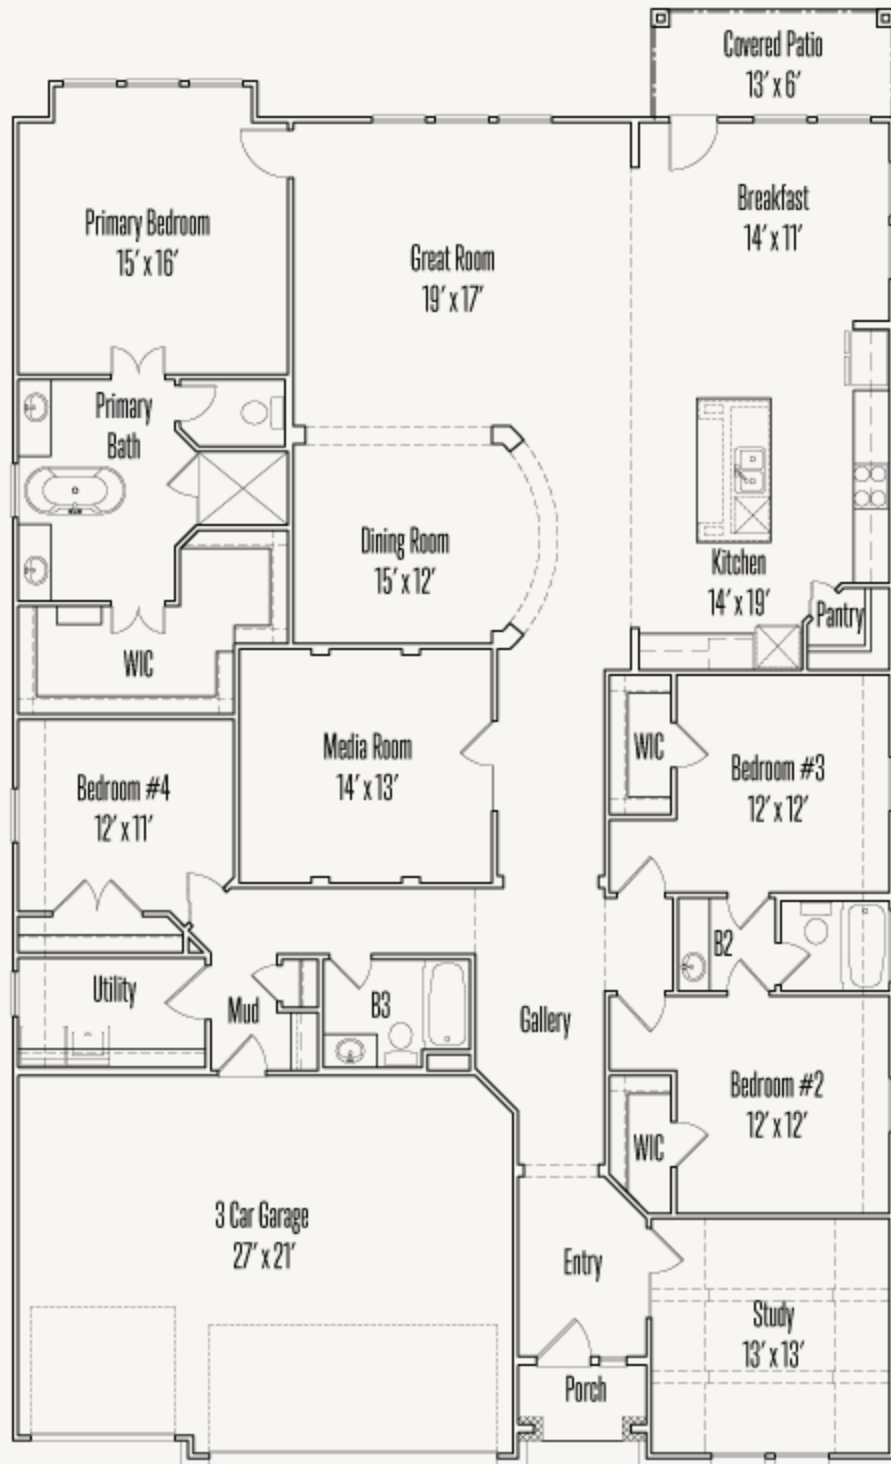 Covered Patio
13' x 6'
Primary Bedroom
15' x 16'
Great Room
19' x 17'
Breakfast
14' x 11'
Primary
Bath
Dining Room
15' x 12'
Kitchen
14' x 19'
Pantry
WIC
Media Room
14' x 13'
WIC
Bedroom #3
12' x 12'
Bedroom #4
12' x 11'
B2
Utility
Mud
B3
Gallery
Bedroom #2
12' x 12'
WIC
3 Car Garage
27' x 21'
Entry
Study
13' x 13'
Porch